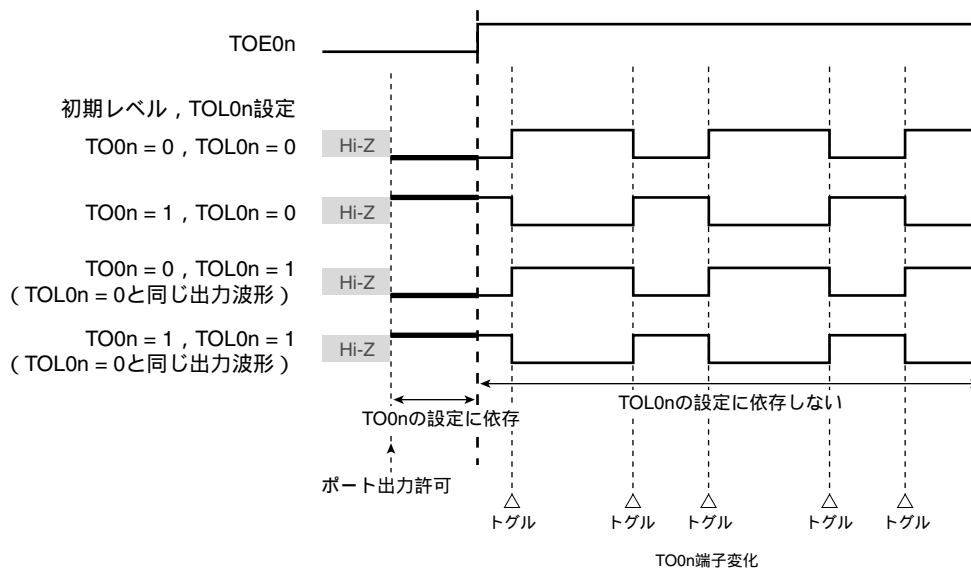 TOE0n
初期レベル , TOL0n設定
TO0n = 0 , TOL0n = 0
Hi-Z
TO0n = 1 , TOL0n = 0
Hi-Z
TO0n = 0 , TOL0n = 1
( TOL0n = 0と同じ出力波形 )
Hi-Z
TO0n = 1 , TOL0n = 1
( TOL0n = 0と同じ出力波形 )
Hi-Z
TO0nの設定に依存
TOL0nの設定に依存しない
ポート出力許可
トグル
トグル
トグル
トグル
トグル
TO0n端子変化